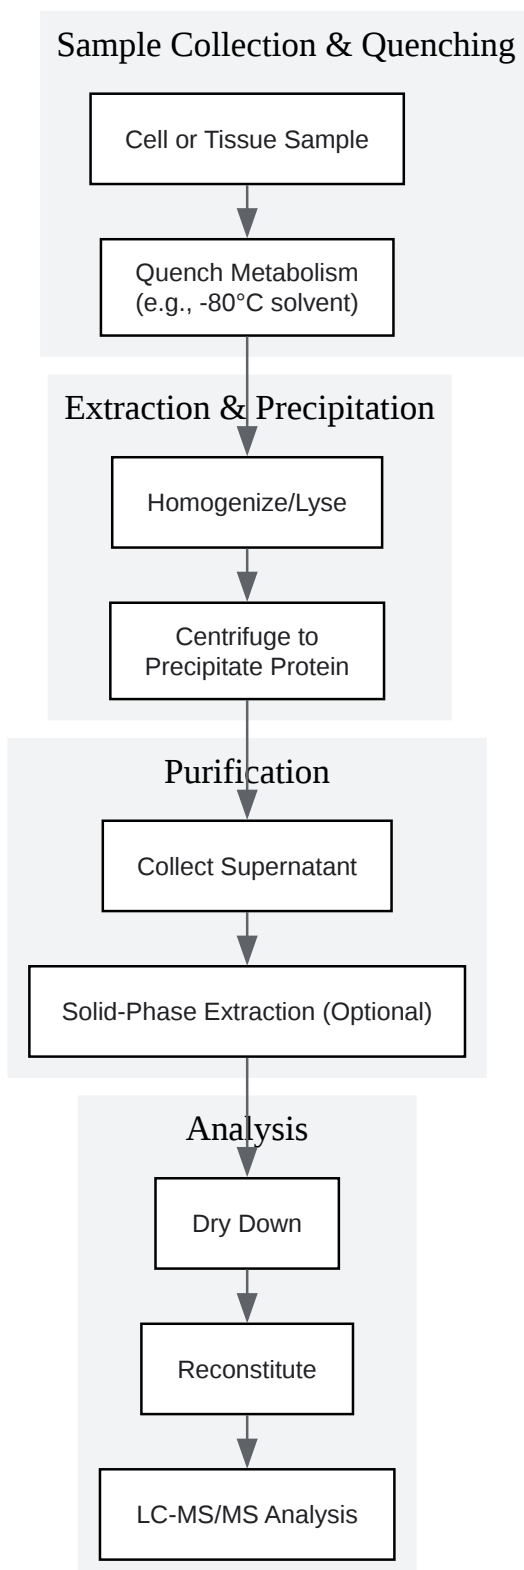 Sample Collection & Quenching
Cell or Tissue Sample
Quench Metabolism
(e.g., -80°C solvent)
Extraction & Precipitation
Homogenize/Lyse
Centrifuge to
Precipitate Protein
Purification
Collect Supernatant
Solid-Phase Extraction (Optional)
Analysis
Dry Down
Reconstitute
LC-MS/MS Analysis